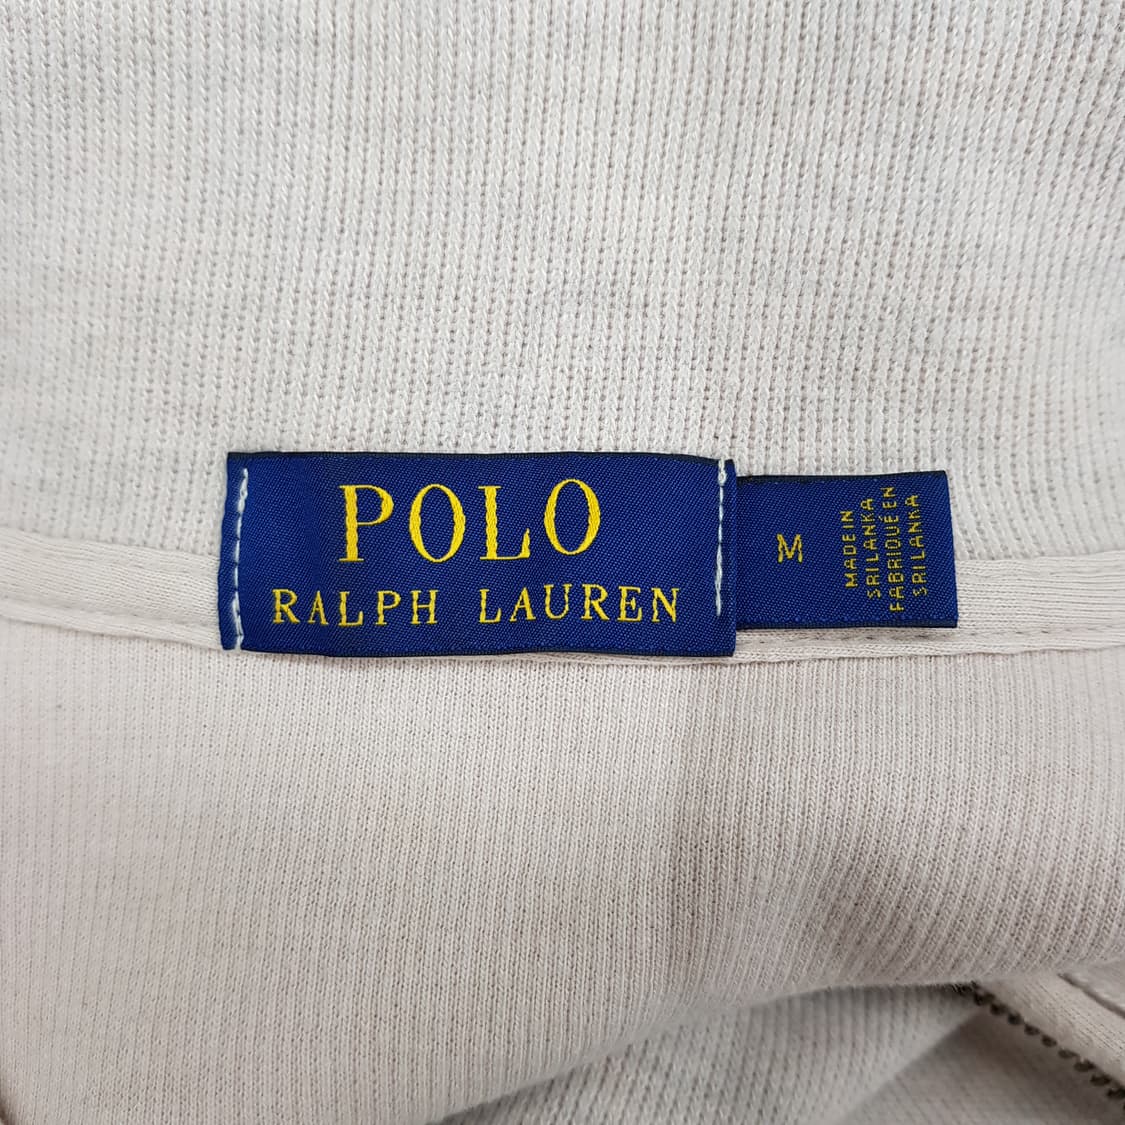 POLO
RALPH LAUREN
M
MADE IN
SRI LANKA
FABRIQUÉ EN
SRI LANKA